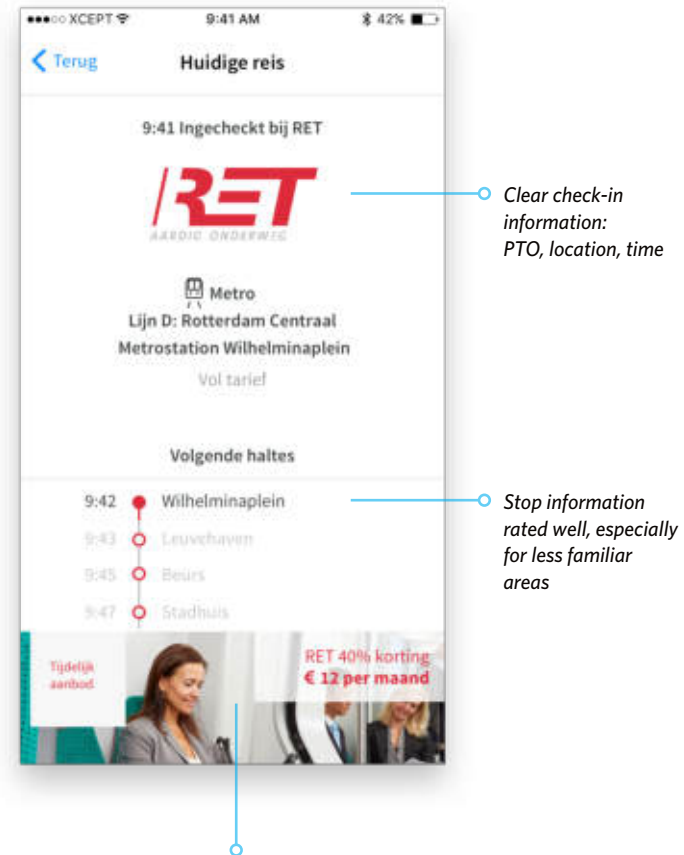 XCEPT
9:41 AM
42%
Terug
Huidige reis
9:41 Ingecheckt bij RET
RET
AARDIG ONDERWEG
Metro
Lijn D: Rotterdam Centraal
Metrostation Wilhelminaplein
Vol tarief
Volgende haltes
9:42 Wilhelminaplein
9:43 Leuvehaven
9:45 Beurs
9:47 Stadhuis
Tijdelijk
aanbod
RET 40% korting
€ 12 per maand
Clear check-in
information:
PTO, location, time
Stop information
rated well, especially
for less familiar
areas